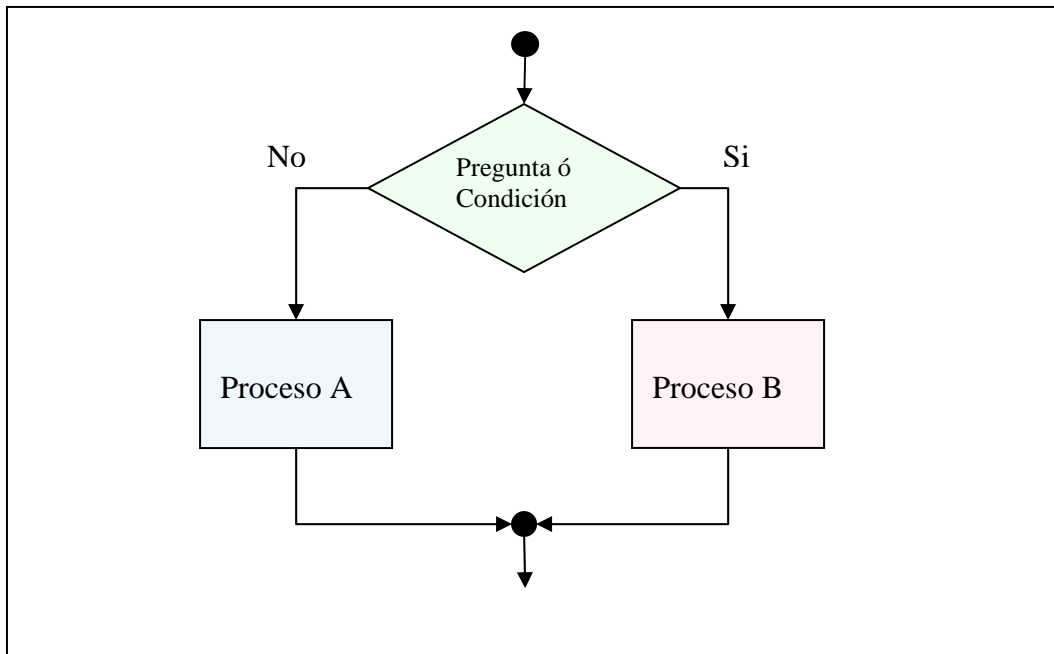 No
Pregunta ó
Condición
Si
Proceso A
Proceso B